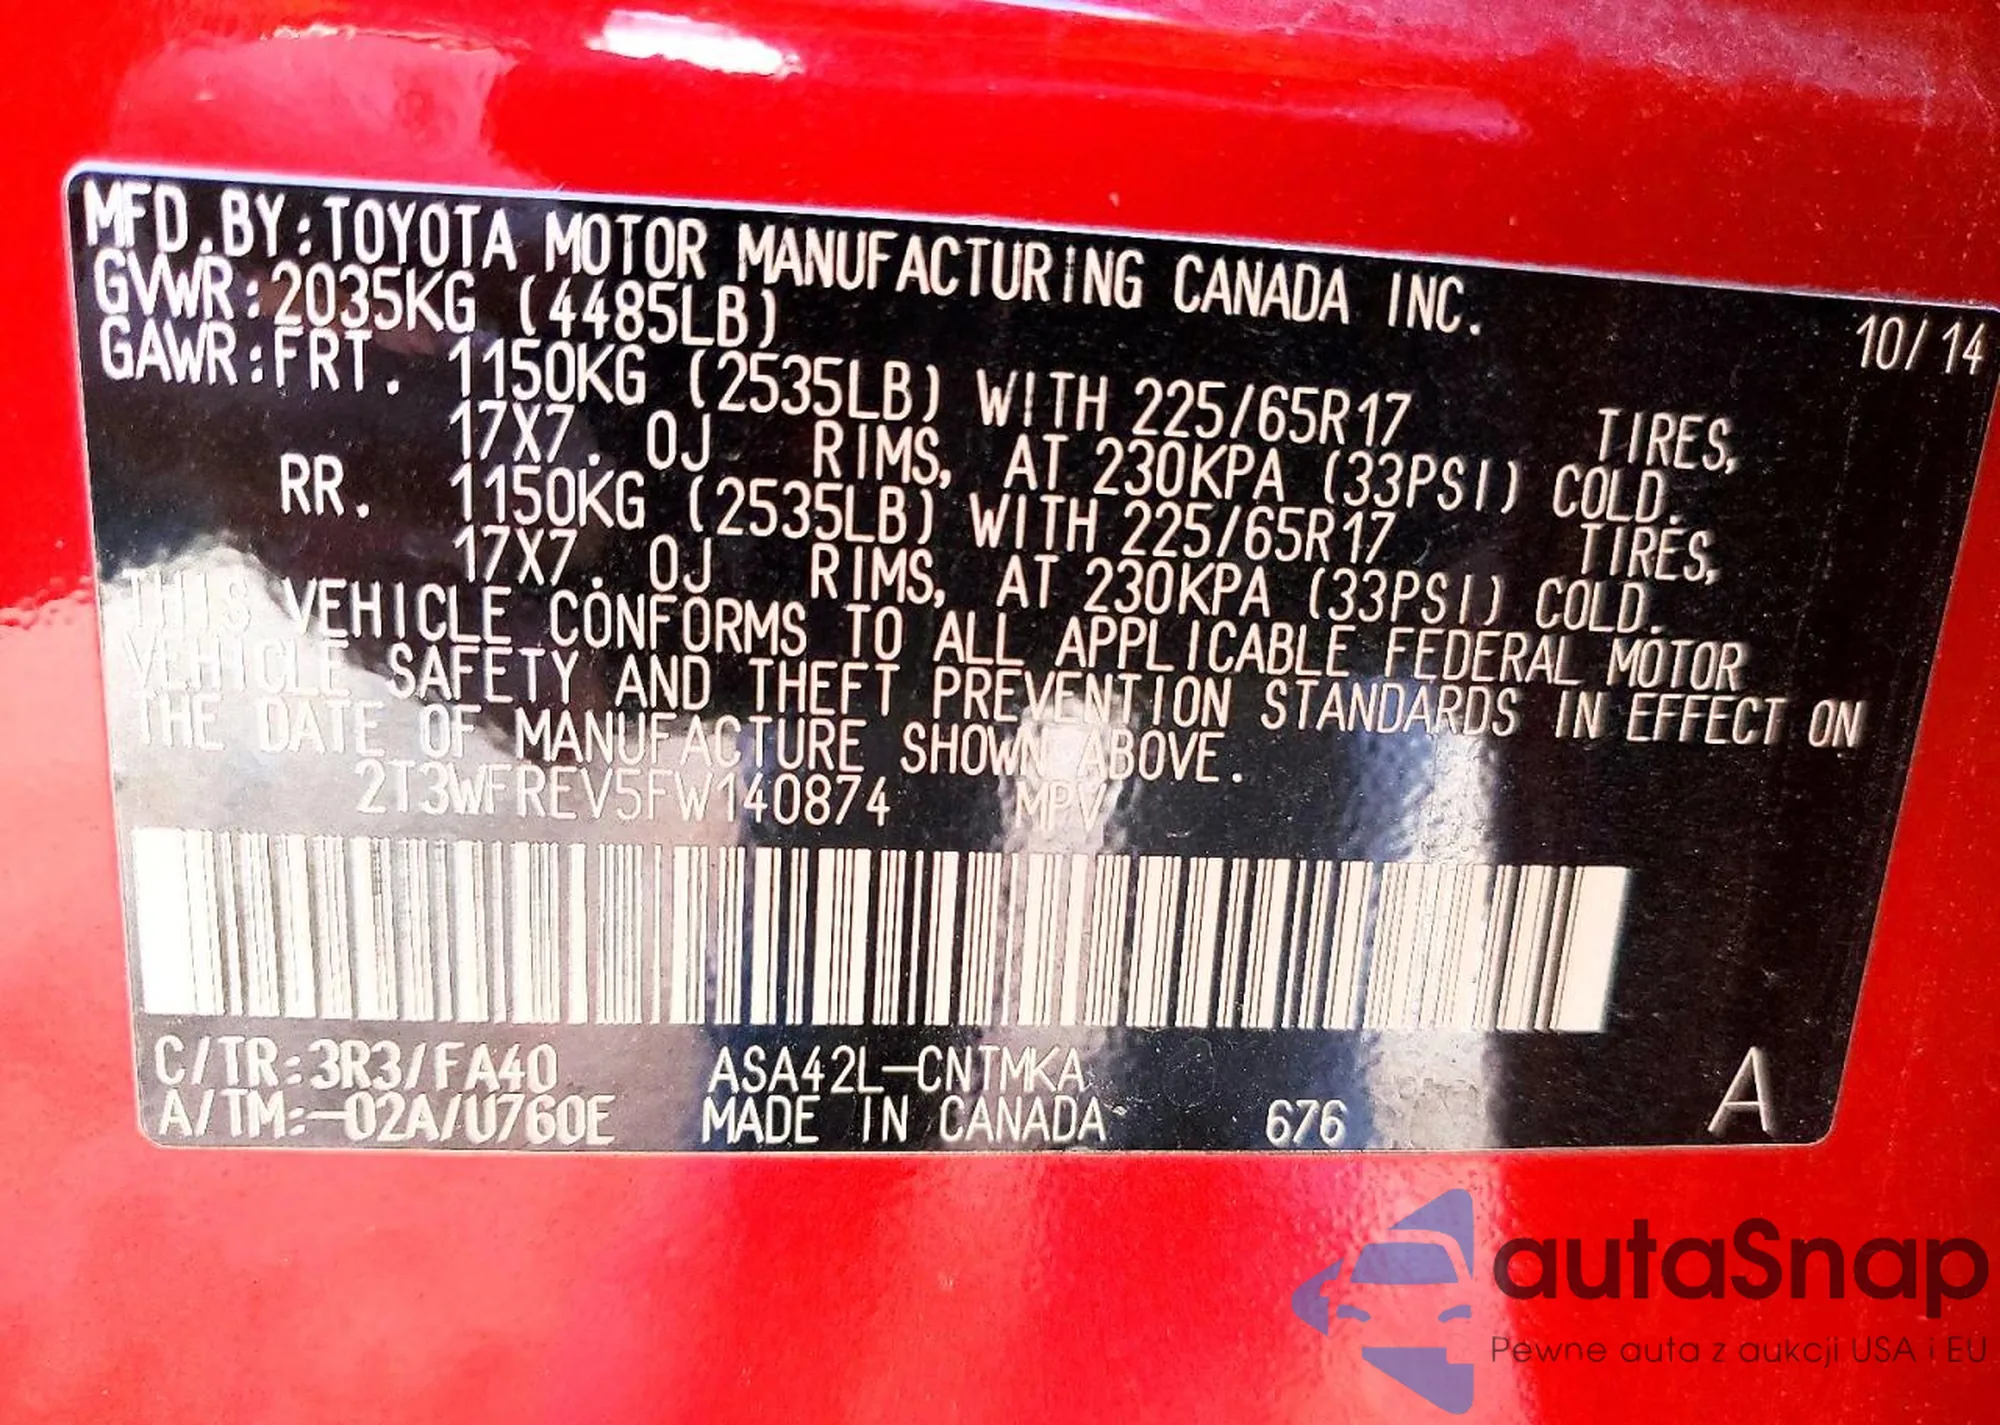 MFD.BY:TOYOTA MOTOR MANUFACTURING CANADA INC.
10/14
GVWR:2035KG (4485LB)
GAWR:FRT. 1150KG (2535LB) WITH 225/65R17 TIRES,
17X7.0J RIMS, AT 230KPA (33PSI) COLD.
RR. 1150KG (2535LB) WITH 225/65R17 TIRES,
17X7.0J RIMS, AT 230KPA (33PSI) COLD.
THIS VEHICLE CONFORMS TO ALL APPLICABLE FEDERAL MOTOR
VEHICLE SAFETY AND THEFT PREVENTION STANDARDS IN EFFECT ON
THE DATE OF MANUFACTURE SHOWN ABOVE.
2T3WFREV5FW140874 MPV
C/TR:3R3/FA40 ASA42L-CNTMKA
A/TM:-02A/U760E MADE IN CANADA 676 A
autaSnap
Pewne auta z aukcji USA i EU